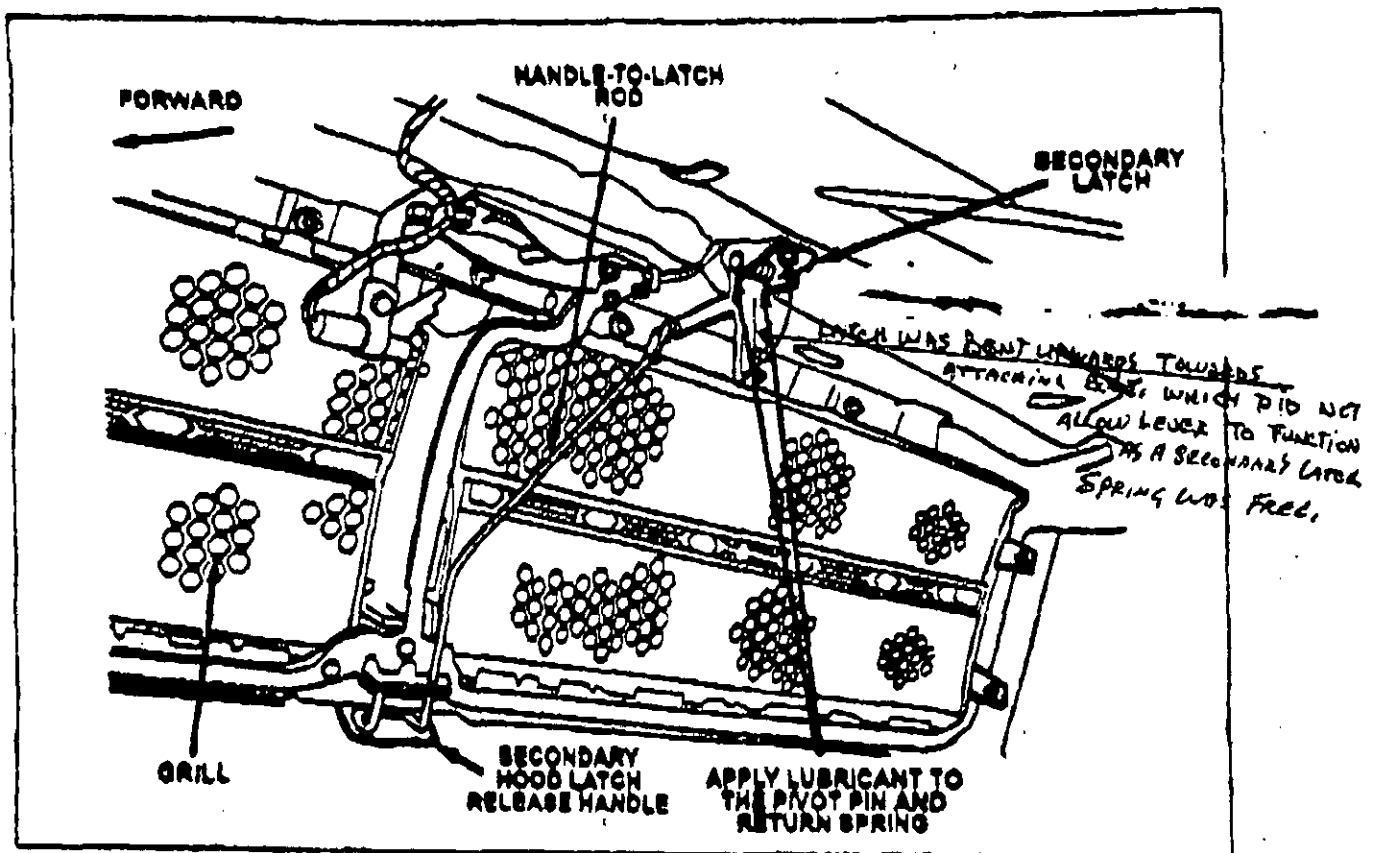 FORWARD
HANDLE-TO-LATCH
ROD
SECONDARY
LATCH
LATCH WAS BENT UPWARDS TOWARDS
ATTACHING WHICH DID NOT
ALLOW LEVER TO FUNCTION
AS A SECONDARY LATCH
SPRING WAS FREE.
GRILL
SECONDARY
HOOD LATCH
RELEASE HANDLE
APPLY LUBRICANT TO
THE PIVOT PIN AND
RETURN SPRING